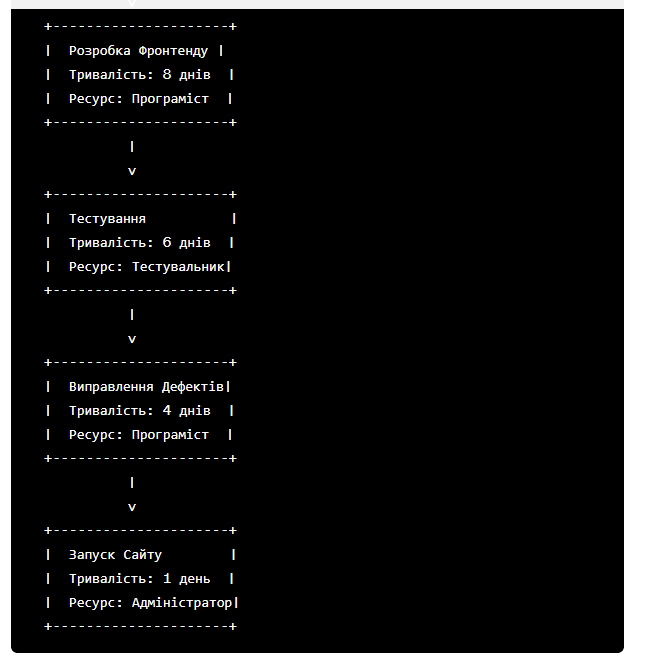 v
+---------------------+
|  Розробка Фронтенду |
|  Тривалість: 8 днів  |
|  Ресурс: Програміст  |
+---------------------+
|
v
+---------------------+
|  Тестування          |
|  Тривалість: 6 днів  |
|  Ресурс: Тестувальник|
+---------------------+
|
v
+---------------------+
|  Виправлення Дефектів|
|  Тривалість: 4 днів  |
|  Ресурс: Програміст  |
+---------------------+
|
v
+---------------------+
|  Запуск Сайту        |
|  Тривалість: 1 день  |
|  Ресурс: Адміністратор|
+---------------------+